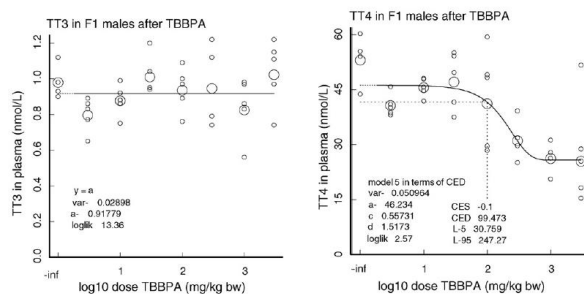 TT3 in F1 males after TBBPA
TT3 in plasma (nmol/L)
1.2
1.0
0.8
0.6
0.4
0.2
0.0
y = a
var- 0.02898
a- 0.91779
loglik 13.36
-inf
1
2
3
log10 dose TBBPA (mg/kg bw)
TT4 in F1 males after TBBPA
TT4 in plasma (nmol/L)
60
45
30
15
0
model 5 in terms of CED
var- 0.050964
a- 46.234
c 0.55731
d 1.5173
loglik 2.57
CES -0.1
CED 99.473
L-5 30.759
L-95 247.27
-inf
1
2
3
log10 dose TBBPA (mg/kg bw)